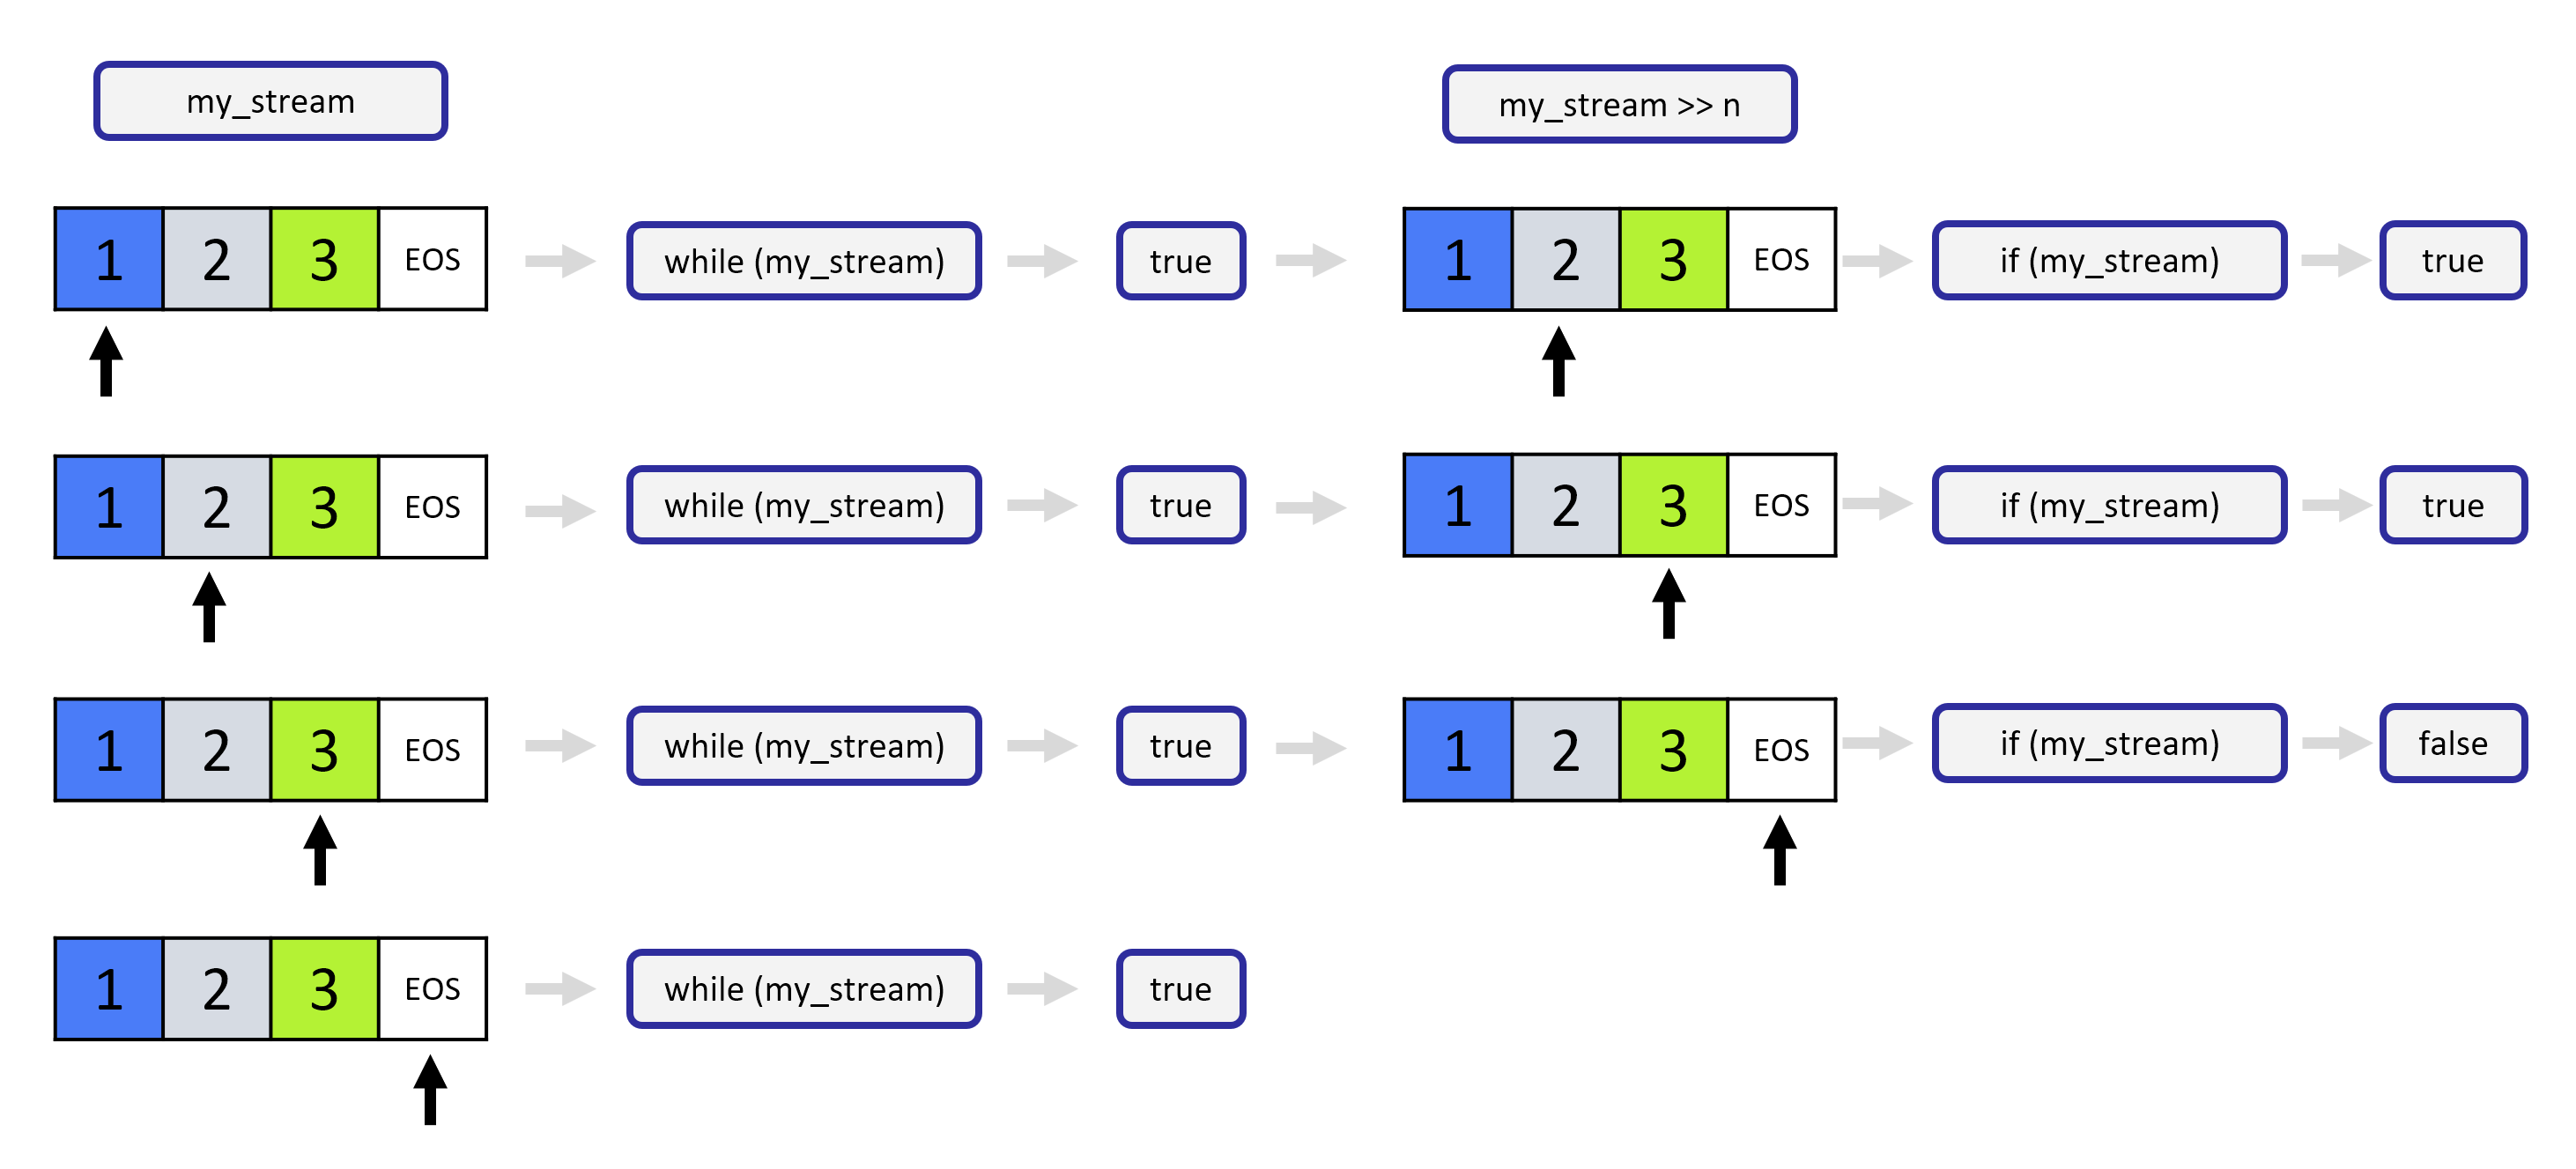 my_stream
my_stream >> n
1 2 3 EOS while (my_stream) true 1 2 3 EOS if (my_stream) true
1 2 3 EOS while (my_stream) true 1 2 3 EOS if (my_stream) true
1 2 3 EOS while (my_stream) true 1 2 3 EOS if (my_stream) false
1 2 3 EOS while (my_stream) true